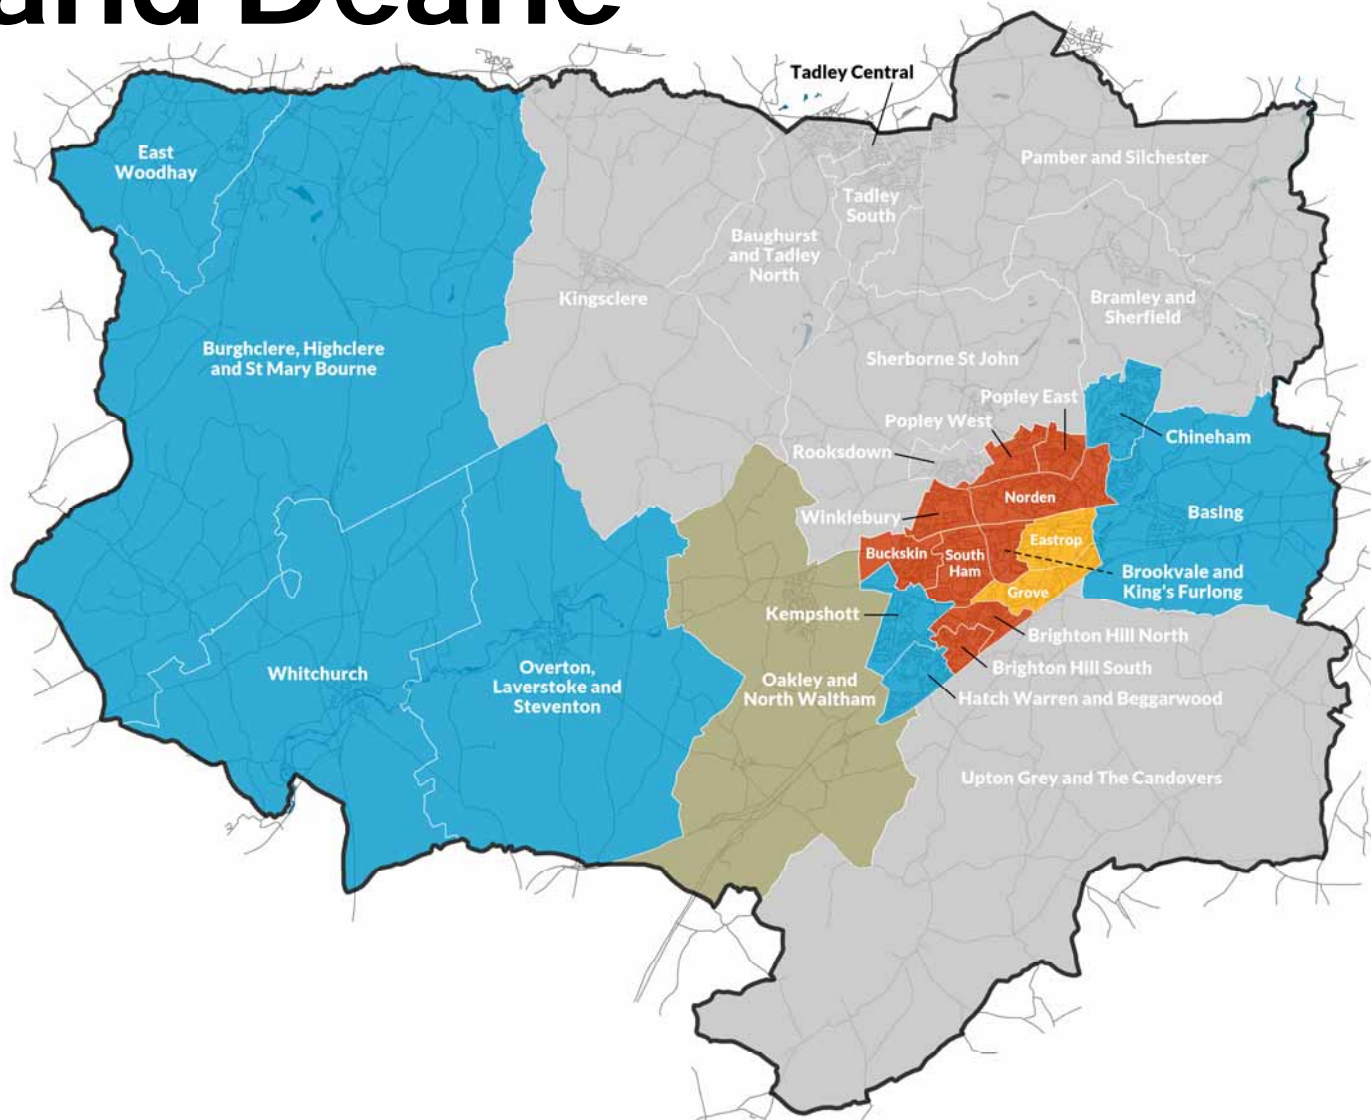 and Deane
Tadley Central
East
Woodhay
Pamber and Silchester
Tadley
South
Baughurst
and Tadley
North
Kingsclere
Bramley and
Sherfield
Burghclere, Highclere
and St Mary Bourne
Sherborne St John
Popley East
Popley West
Chineham
Rooksdown
Norden
Basing
Winklebury
Eastrop
Buckskin
South
Ham
Brookvale and
King's Furlong
Grove
Kempshott
Brighton Hill North
Brighton Hill South
Whitchurch
Overton,
Laverstoke and
Steventon
Oakley and
North Waltham
Hatch Warren and Beggarwood
Upton Grey and The Candovers